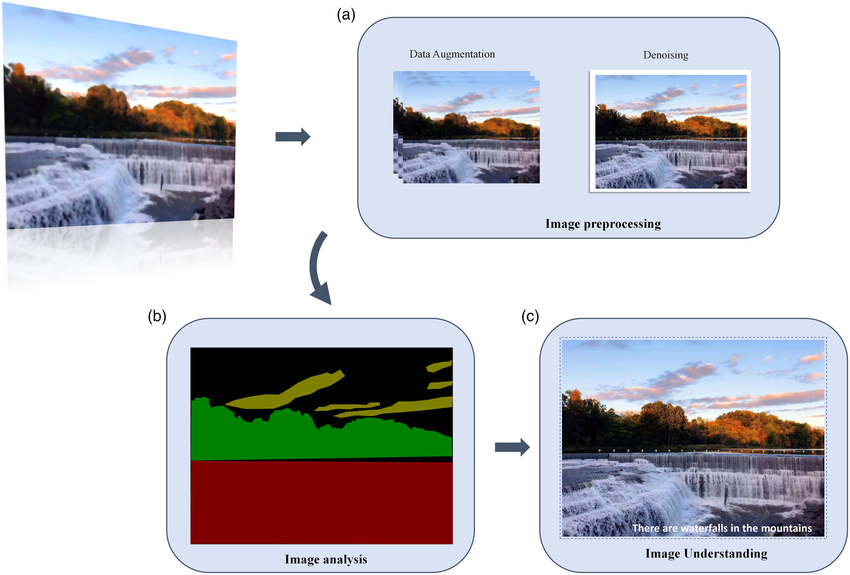 (a)
Data Augmentation
Denoising
Image preprocessing
(b)
Image analysis
(c)
There are waterfalls in the mountains
Image Understanding